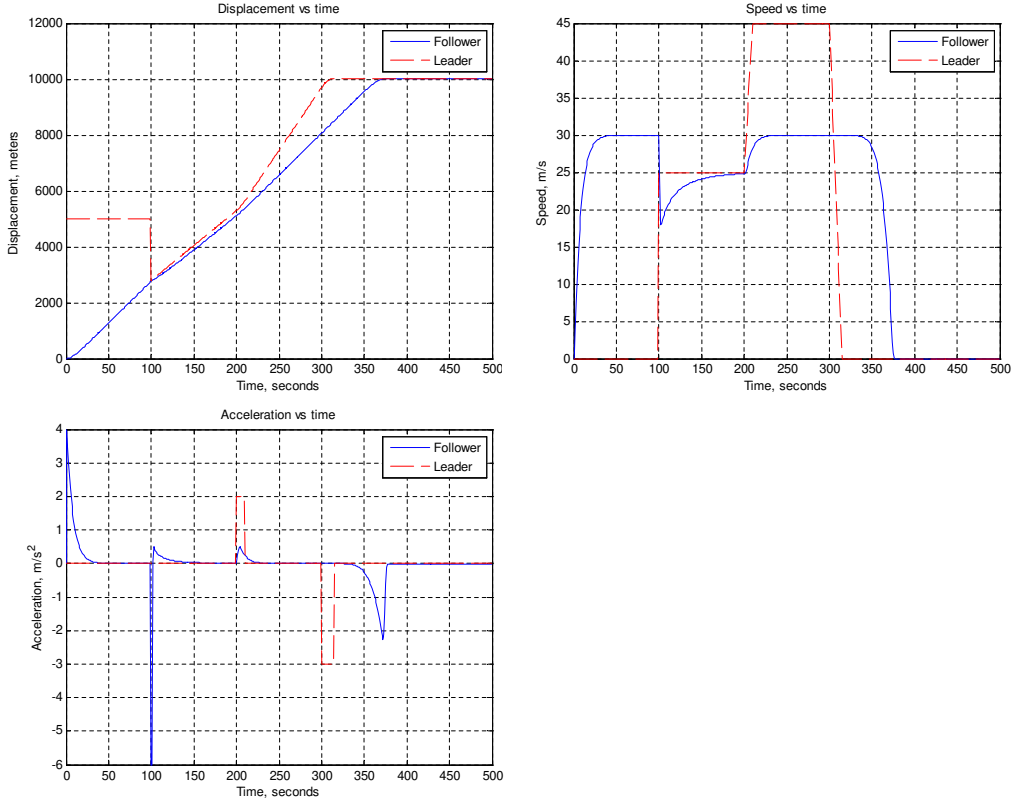 Displacement vs time
12000
10000
8000
6000
4000
2000
0
Displacement, meters
0 50 100 150 200 250 300 350 400 450 500
Time, seconds
Follower
Leader
Speed vs time
45
40
35
30
25
20
15
10
5
0
Speed, m/s
0 50 100 150 200 250 300 350 400 450 500
Time, seconds
Follower
Leader
Acceleration vs time
4
3
2
1
0
-1
-2
-3
-4
-5
-6
Acceleration, m/s²
0 50 100 150 200 250 300 350 400 450 500
Time, seconds
Follower
Leader